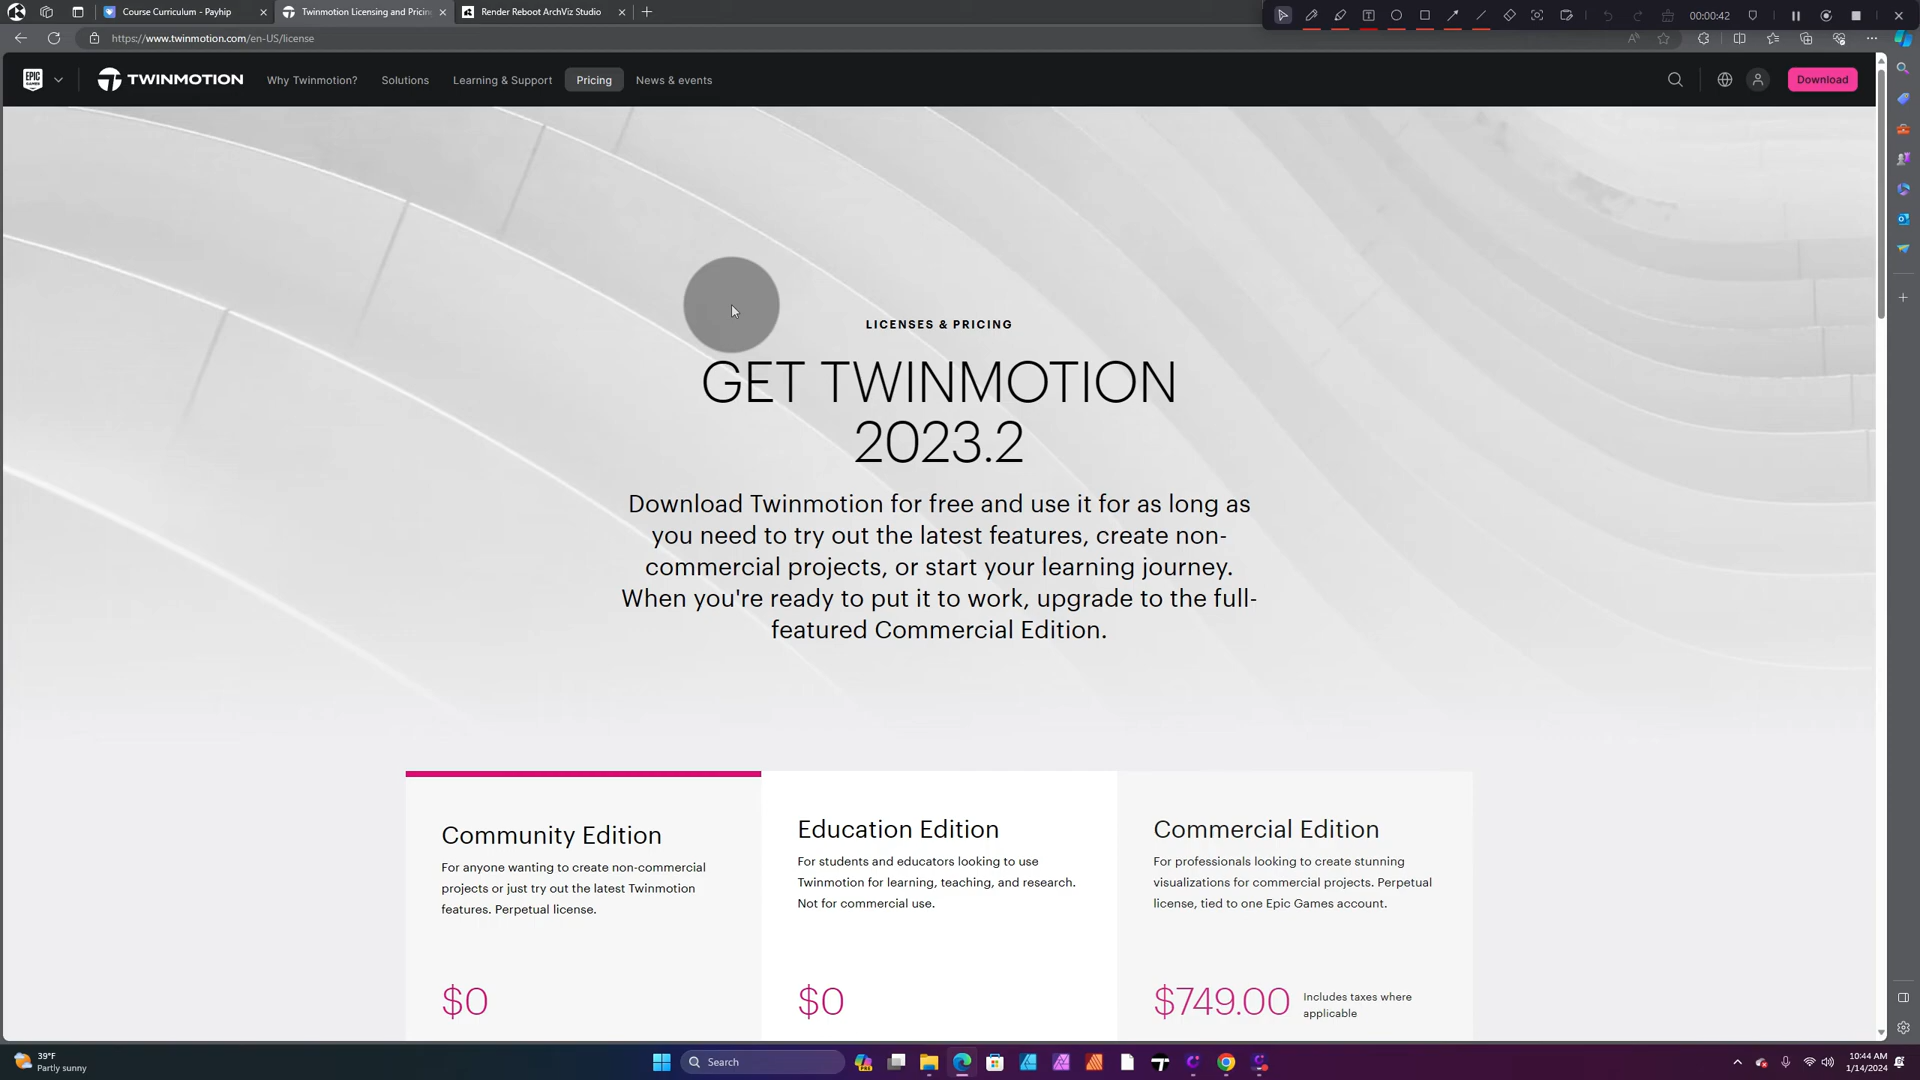 Course Curriculum - Payhip
Twinmotion Licensing and Pricin
Render Reboot ArchViz Studio
00:00:42
https://www.twinmotion.com/en-US/license
EPIC GAMES
TWINMOTION
Why Twinmotion?
Solutions
Learning & Support
Pricing
News & events
Download
LICENSES & PRICING
GET TWINMOTION
2023.2
Download Twinmotion for free and use it for as long as
you need to try out the latest features, create non-
commercial projects, or start your learning journey.
When you're ready to put it to work, upgrade to the full-
featured Commercial Edition.
Community Edition
For anyone wanting to create non-commercial
projects or just try out the latest Twinmotion
features. Perpetual license.
$0
Education Edition
For students and educators looking to use
Twinmotion for learning, teaching, and research.
Not for commercial use.
$0
Commercial Edition
For professionals looking to create stunning
visualizations for commercial projects. Perpetual
license, tied to one Epic Games account.
$749.00
Includes taxes where
applicable
39°F
Partly sunny
Search
10:44 AM
1/14/2024